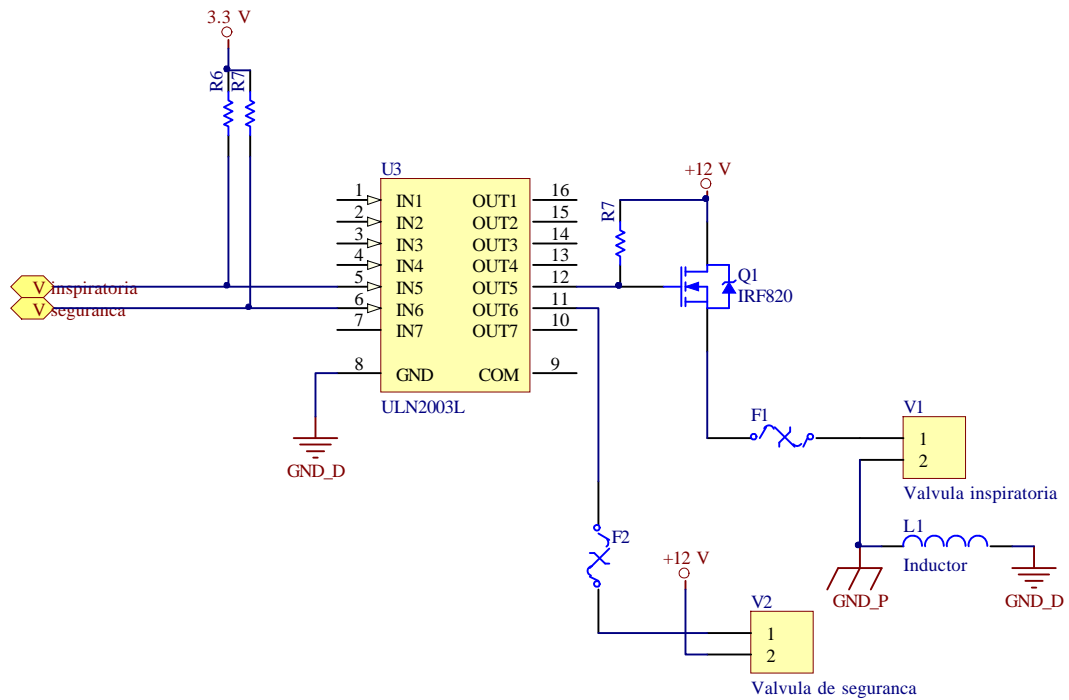 3.3 V
R6
R7
U3
1 IN1 OUT1 16
2 IN2 OUT2 15
3 IN3 OUT3 14
4 IN4 OUT4 13
5 IN5 OUT5 12
6 IN6 OUT6 11
7 IN7 OUT7 10
8 GND COM 9
ULN2003L
V inspiratoria
V seguranca
GND_D
+12 V
R7
Q1
IRF820
F1
V1
1
2
Valvula inspiratoria
L1
Inductor
GND_P
GND_D
F2
+12 V
V2
1
2
Valvula de seguranca